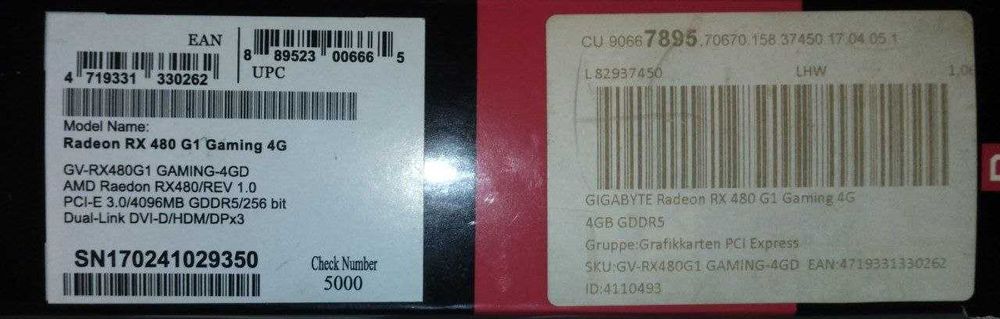 EAN
4 719331 330262
8 89523 00666 5
UPC
Model Name:
Radeon RX 480 G1 Gaming 4G
GV-RX480G1 GAMING-4GD
AMD Raedon RX480/REV 1.0
PCI-E 3.0/4096MB GDDR5/256 bit
Dual-Link DVI-D/HDM/DPx3
SN170241029350
Check Number
5000
CU 90667895.70670.158 37450 17.04 05.1
L 82937450 LHW
GIGABYTE Radeon RX 480 G1 Gaming 4G
4GB GDDR5
Gruppe:Grafikkarten PCI Express
SKU:GV-RX480G1 GAMING-4GD EAN:4719331330262
ID:4110493